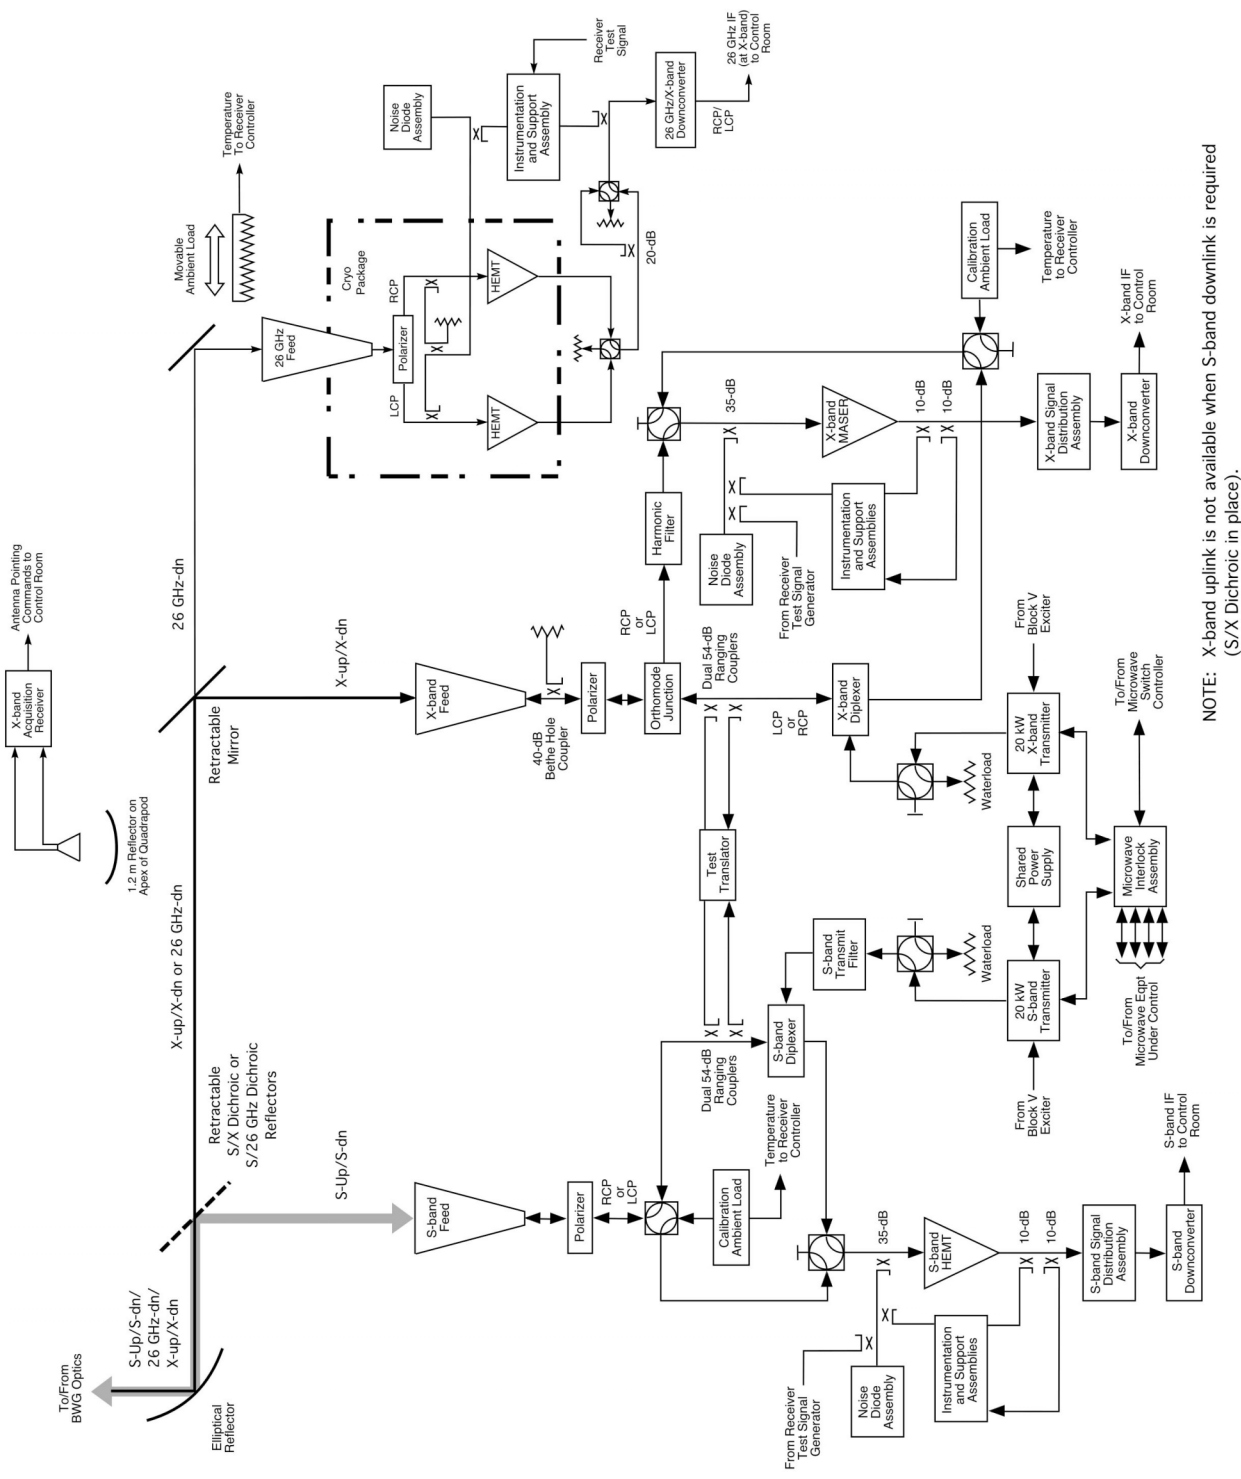 To/From
BWG Optics
Elliptical
Reflector
S-Up/S-dn/
26 GHz-dn/
X-up/X-dn
Retractable
S/X Dichroic or
S/26 GHz Dichroic
Reflectors
X-up/X-dn or 26 GHz-dn
1.2 m Reflector on
Apex of Quadrapod
X-band
Acquisition
Receiver
Antenna Pointing
Commands to
Control Room
Retractable
Mirror
26 GHz-dn
Movable
Ambient Load
Temperature
To Receiver
Controller
S-Up/S-dn
X-up/X-dn
S-band
Feed
Polarizer
RCP
or
LCP
Calibration
Ambient Load
Temperature
to Receiver
Controller
Dual 54-dB
Ranging
Couplers
S-band
Diplexer
S-band
Transmit
Filter
Waterload
20 kW
S-band
Transmitter
From
Block V
Exciter
From Receiver
Test Signal
Generator
Noise
Diode
Assembly
35-dB
S-band
HEMT
Instrumentation
and Support
Assemblies
10-dB
10-dB
S-band Signal
Distribution
Assembly
S-band
Downconverter
S-band IF
to Control
Room
X-band
Feed
40-dB
Bethe Hole
Coupler
Polarizer
Orthomode
Junction
RCP
or
LCP
Harmonic
Filter
Dual 54-dB
Ranging
Couplers
Test
Translator
LCP
or
RCP
X-band
Diplexer
Waterload
20 kW
X-band
Transmitter
From
Block V
Exciter
Shared
Power
Supply
Microwave
Interlock
Assembly
To/From
Microwave Eqpt
Under Control
To/From
Microwave
Switch
Controller
Noise
Diode
Assembly
From Receiver
Test Signal
Generator
35-dB
X-band
MASER
Instrumentation
and Support
Assemblies
10-dB
10-dB
Calibration
Ambient Load
Temperature
to Receiver
Controller
X-band Signal
Distribution
Assembly
X-band
Downconverter
X-band IF
to Control
Room
26 GHz
Feed
Cryo
Package
Polarizer
LCP
RCP
HEMT
HEMT
Noise
Diode
Assembly
Instrumentation
and Support
Assembly
Receiver
Test
Signal
20-dB
26 GHz/X-band
Downconverter
RCP/
LCP
26 GHz IF
(at X-band)
to Control
Room
NOTE: X-band uplink is not available when S-band downlink is required
(S/X Dichroic in place).